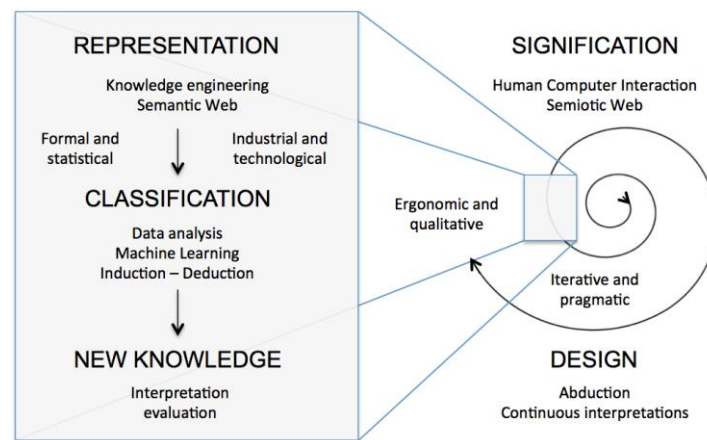 REPRESENTATION
Knowledge engineering
Semantic Web
Formal and
statistical
Industrial and
technological
CLASSIFICATION
Data analysis
Machine Learning
Induction – Deduction
NEW KNOWLEDGE
Interpretation
evaluation
SIGNIFICATION
Human Computer Interaction
Semiotic Web
Ergonomic and
qualitative
Iterative and
pragmatic
DESIGN
Abduction
Continuous interpretations